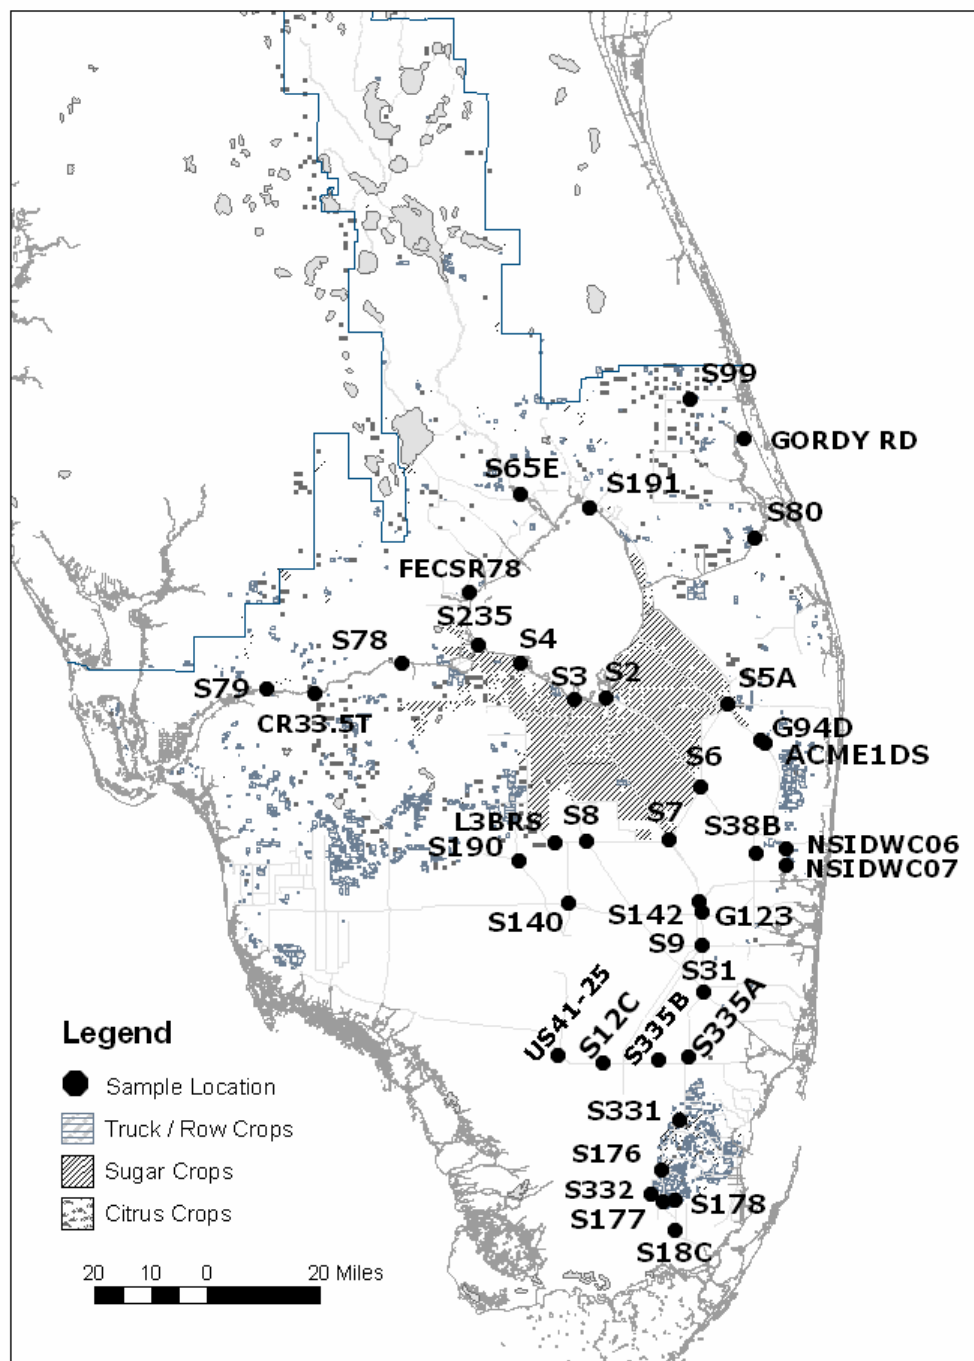 S99
GORDY RD
S65E
S191
S80
FECSR78
S235
S4
S78
S3
S2
S5A
S79
CR33.5T
G94D
ACME1DS
S6
S7
S8
L3BRS
S38B
S190
NSIDWC06
NSIDWC07
S140
S142
G123
S9
S31
US41-25
S12C
S335B
S335A
S331
S176
S332
S177
S178
S18C
Legend
Sample Location
Truck / Row Crops
Sugar Crops
Citrus Crops
20 10 0 20 Miles